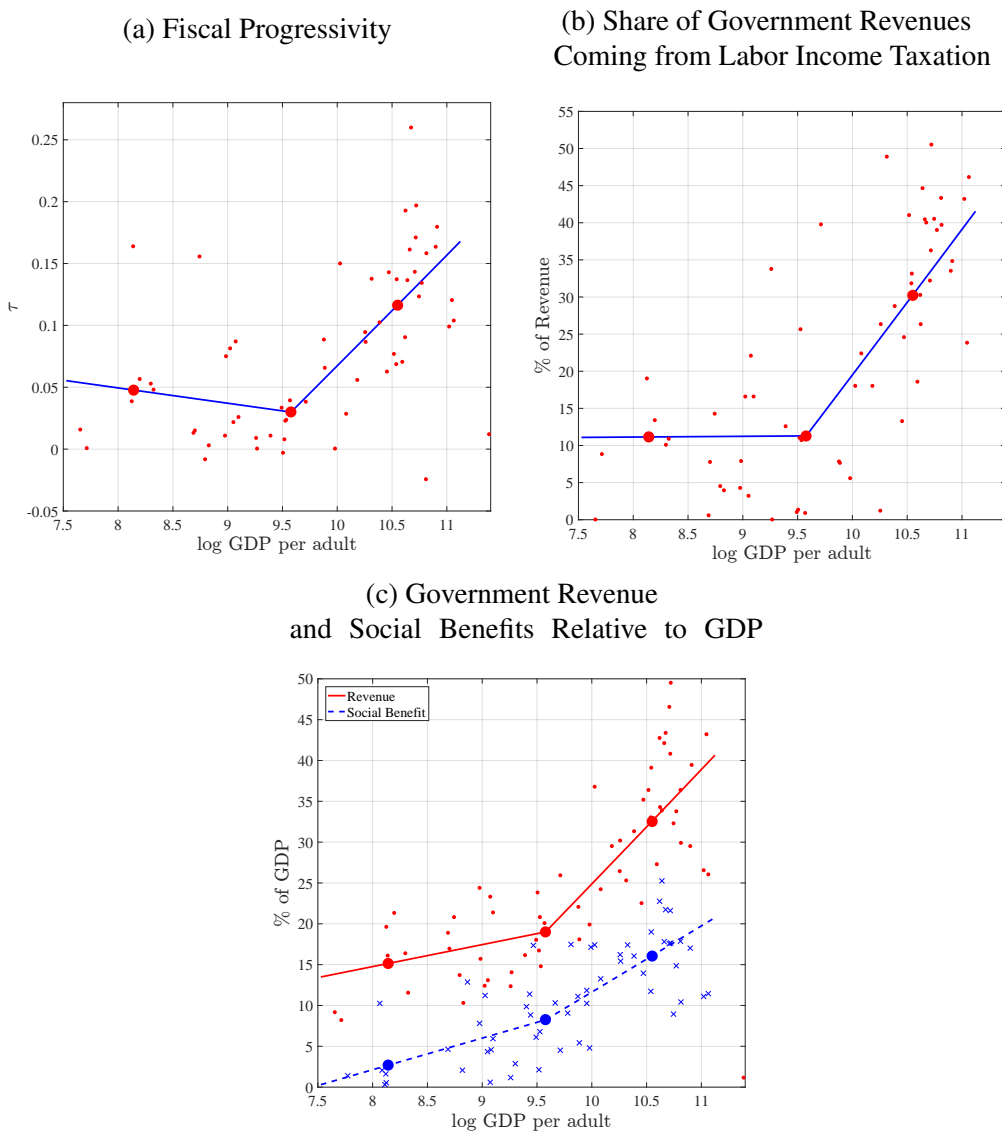 (a) Fiscal Progressivity
0.25
0.2
0.15
0.1
0.05
0
-0.05
τ
7.5 8 8.5 9 9.5 10 10.5 11
log GDP per adult
(b) Share of Government Revenues
Coming from Labor Income Taxation
55
50
45
40
35
30
25
20
15
10
5
0
% of Revenue
7.5 8 8.5 9 9.5 10 10.5 11
log GDP per adult
(c) Government Revenue
and Social Benefits Relative to GDP
50
45
40
35
30
25
20
15
10
5
0
% of GDP
Revenue
Social Benefit
7.5 8 8.5 9 9.5 10 10.5 11
log GDP per adult